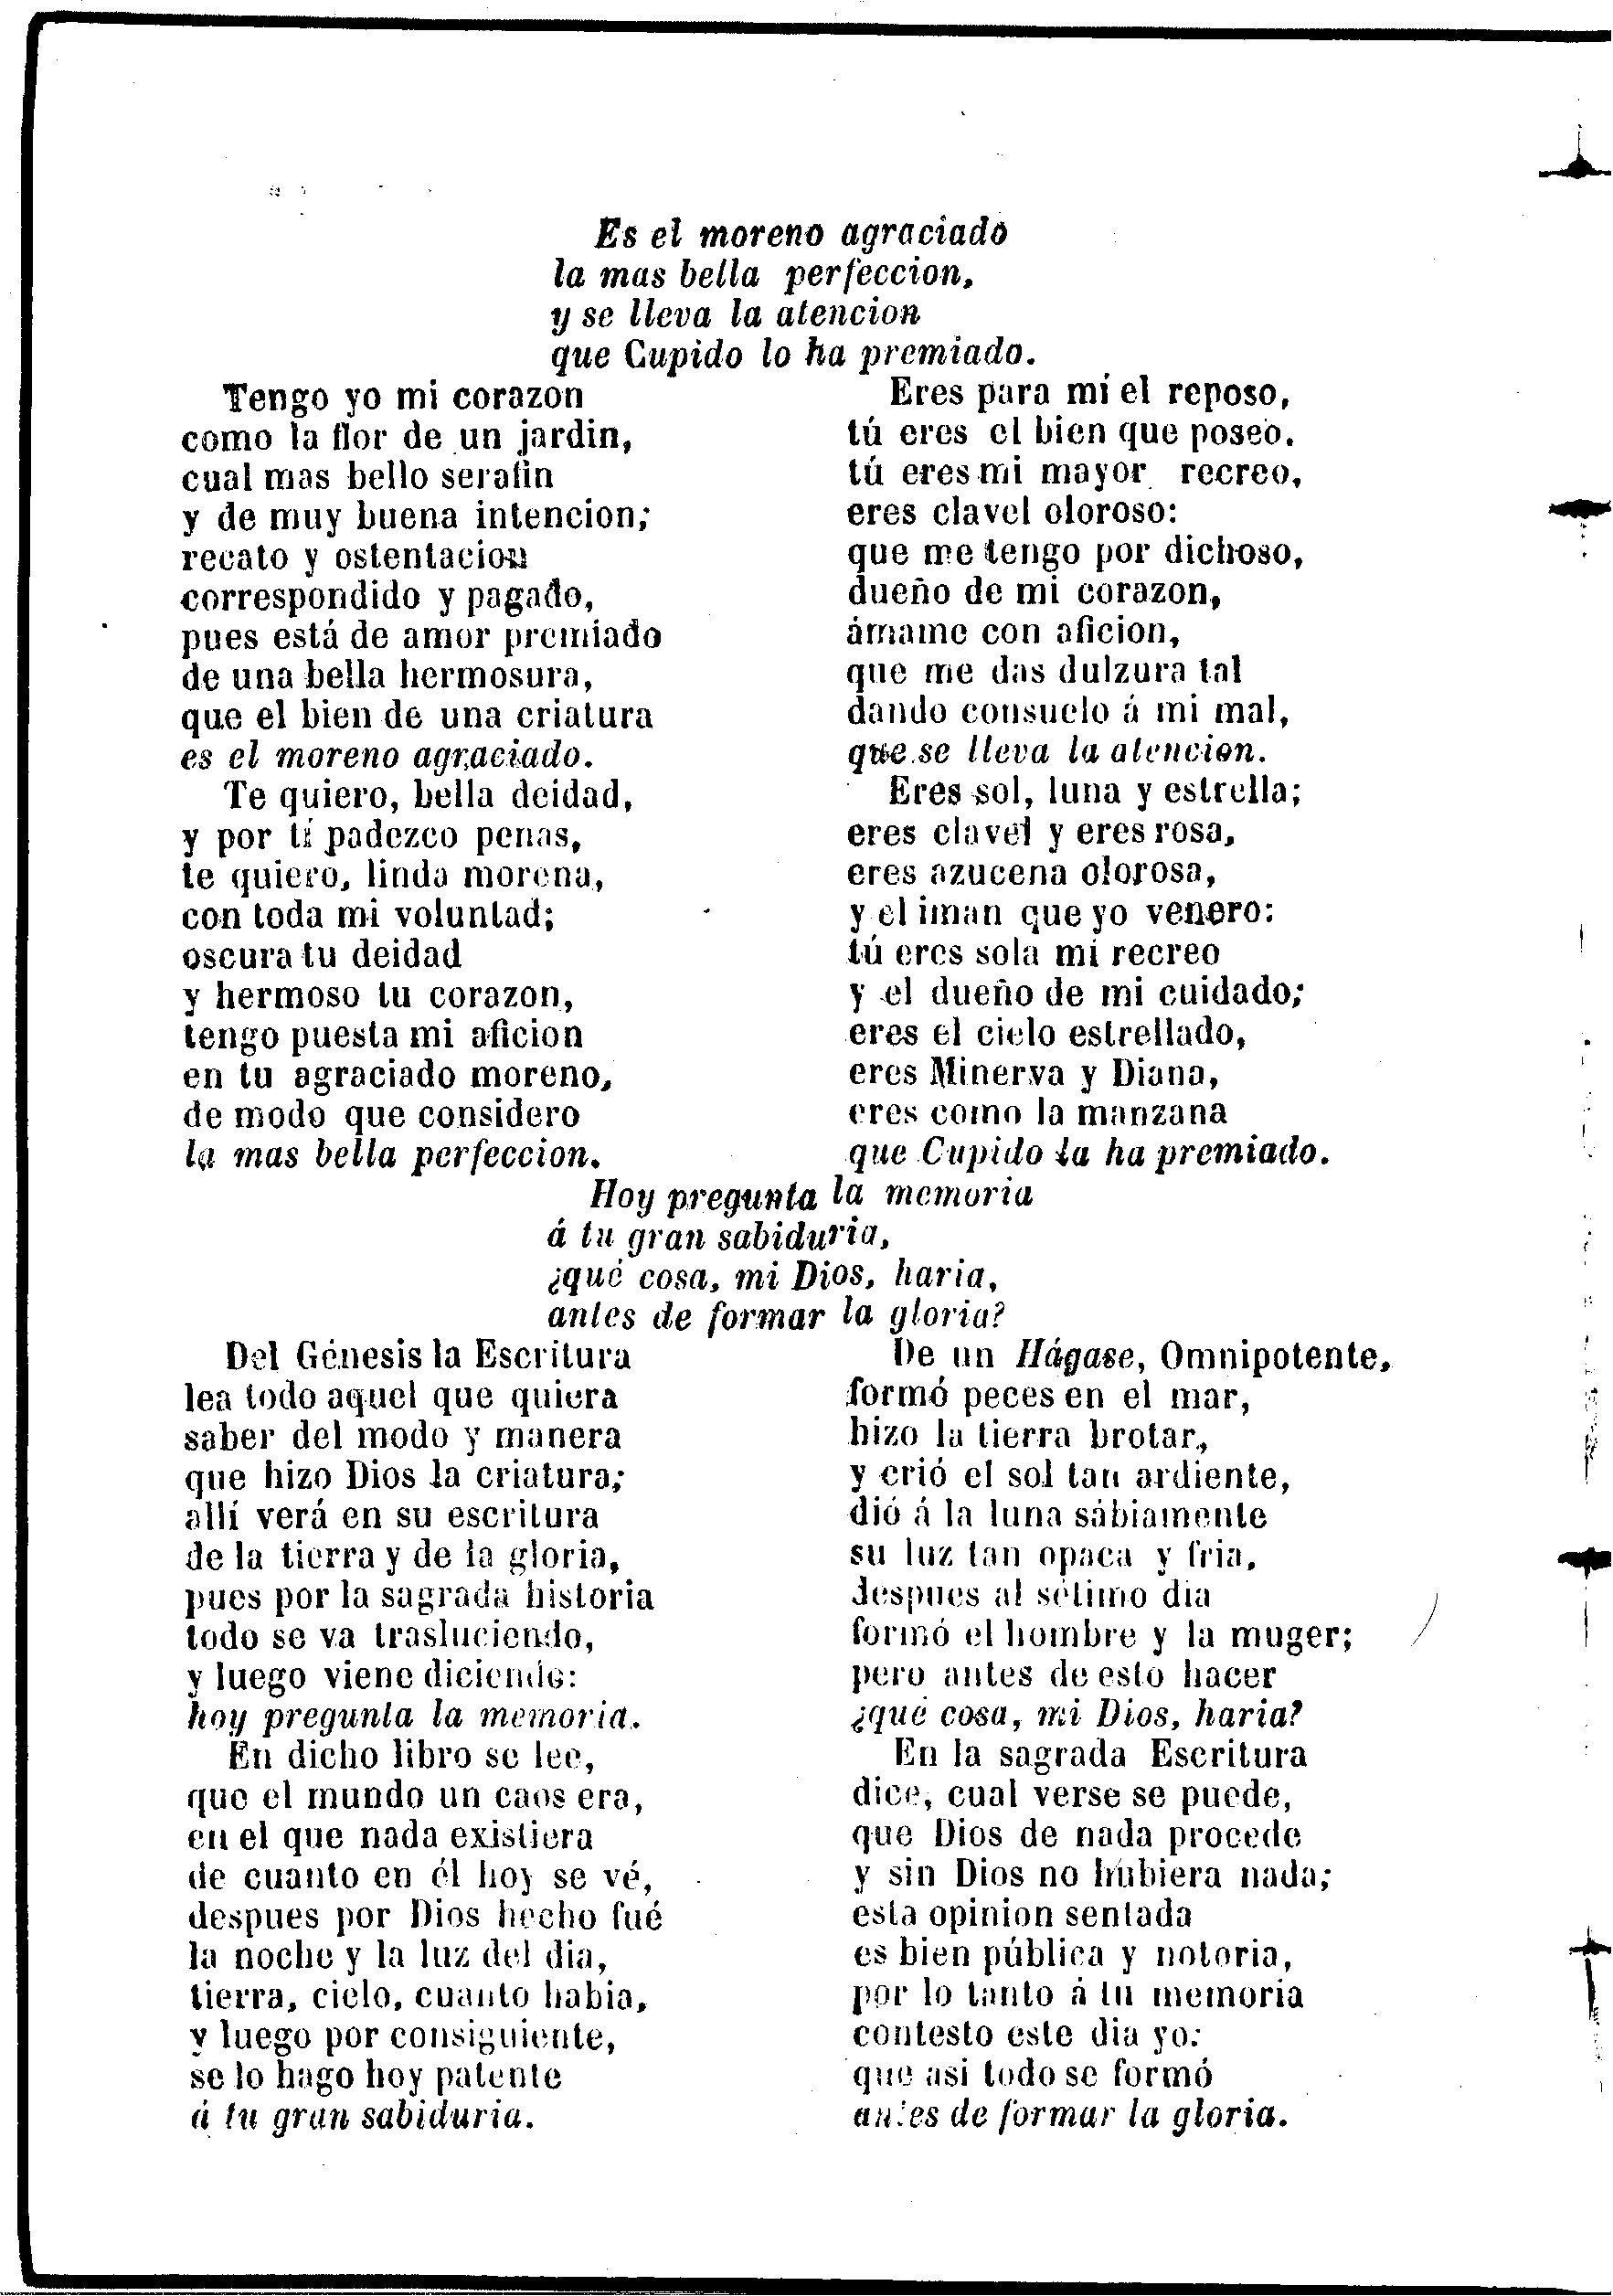 Es el moreno agraciado
la mas bella perfeccion,
y se lleva la atencion
que Cupido lo ha premiado.
Tengo yo mi corazon
como la flor de un jardin,
cual mas bello serafin
y de muy buena intencion;
recato y ostentacion
correspondido y pagado,
pues está de amor premiado
de una bella hermosura,
que el bien de una criatura
es el moreno agraciado.
Te quiero, bella deidad,
y por tí padezco penas,
te quiero, linda morena,
con toda mi voluntad;
oscura tu deidad
y hermoso tu corazon,
tengo puesta mi aficion
en tu agraciado moreno,
de modo que considero
la mas bella perfeccion.
Eres para mí el reposo,
tú eres el bien que poseo.
tú eres mi mayor recreo,
eres clavel oloroso:
que me tengo por dichoso,
dueño de mi corazon,
ámame con aficion,
que me das dulzura tal
dando consuelo á mi mal,
que se lleva la atencion.
Eres sol, luna y estrella;
eres clavel y eres rosa,
eres azucena olorosa,
y el iman que yo venero:
tú eres sola mi recreo
y el dueño de mi cuidado;
eres el cielo estrellado,
eres Minerva y Diana,
eres como la manzana
que Cupido la ha premiado.
Hoy pregunta la memoria
á tu gran sabiduria,
¿qué cosa, mi Dios, haria,
antes de formar la gloria?
Del Génesis la Escritura
lea todo aquel que quiera
saber del modo y manera
que hizo Dios la criatura;
allí verá en su escritura
de la tierra y de la gloria,
pues por la sagrada historia
todo se va trasluciendo,
y luego viene diciendo:
hoy pregunta la memoria.
En dicho libro se lee,
que el mundo un caos era,
en el que nada existiera
de cuanto en él hoy se vé,
despues por Dios hecho fué
la noche y la luz del dia,
tierra, cielo, cuanto habia,
y luego por consiguiente,
se lo hago hoy patente
á tu gran sabiduria.
De un Hágase, Omnipotente,
formó peces en el mar,
hizo la tierra brotar,
y crió el sol tan ardiente,
dió á la luna sábiamente
su luz tan opaca y fria,
despues al sétimo dia
formó el hombre y la muger;
pero antes de esto hacer
¿qué cosa, mi Dios, haria?
En la sagrada Escritura
dice, cual verse se puede,
que Dios de nada procede
y sin Dios no hubiera nada;
esta opinion sentada
es bien pública y notoria,
por lo tanto á tu memoria
contesto este dia yo:
que asi todo se formó
antes de formar la gloria.